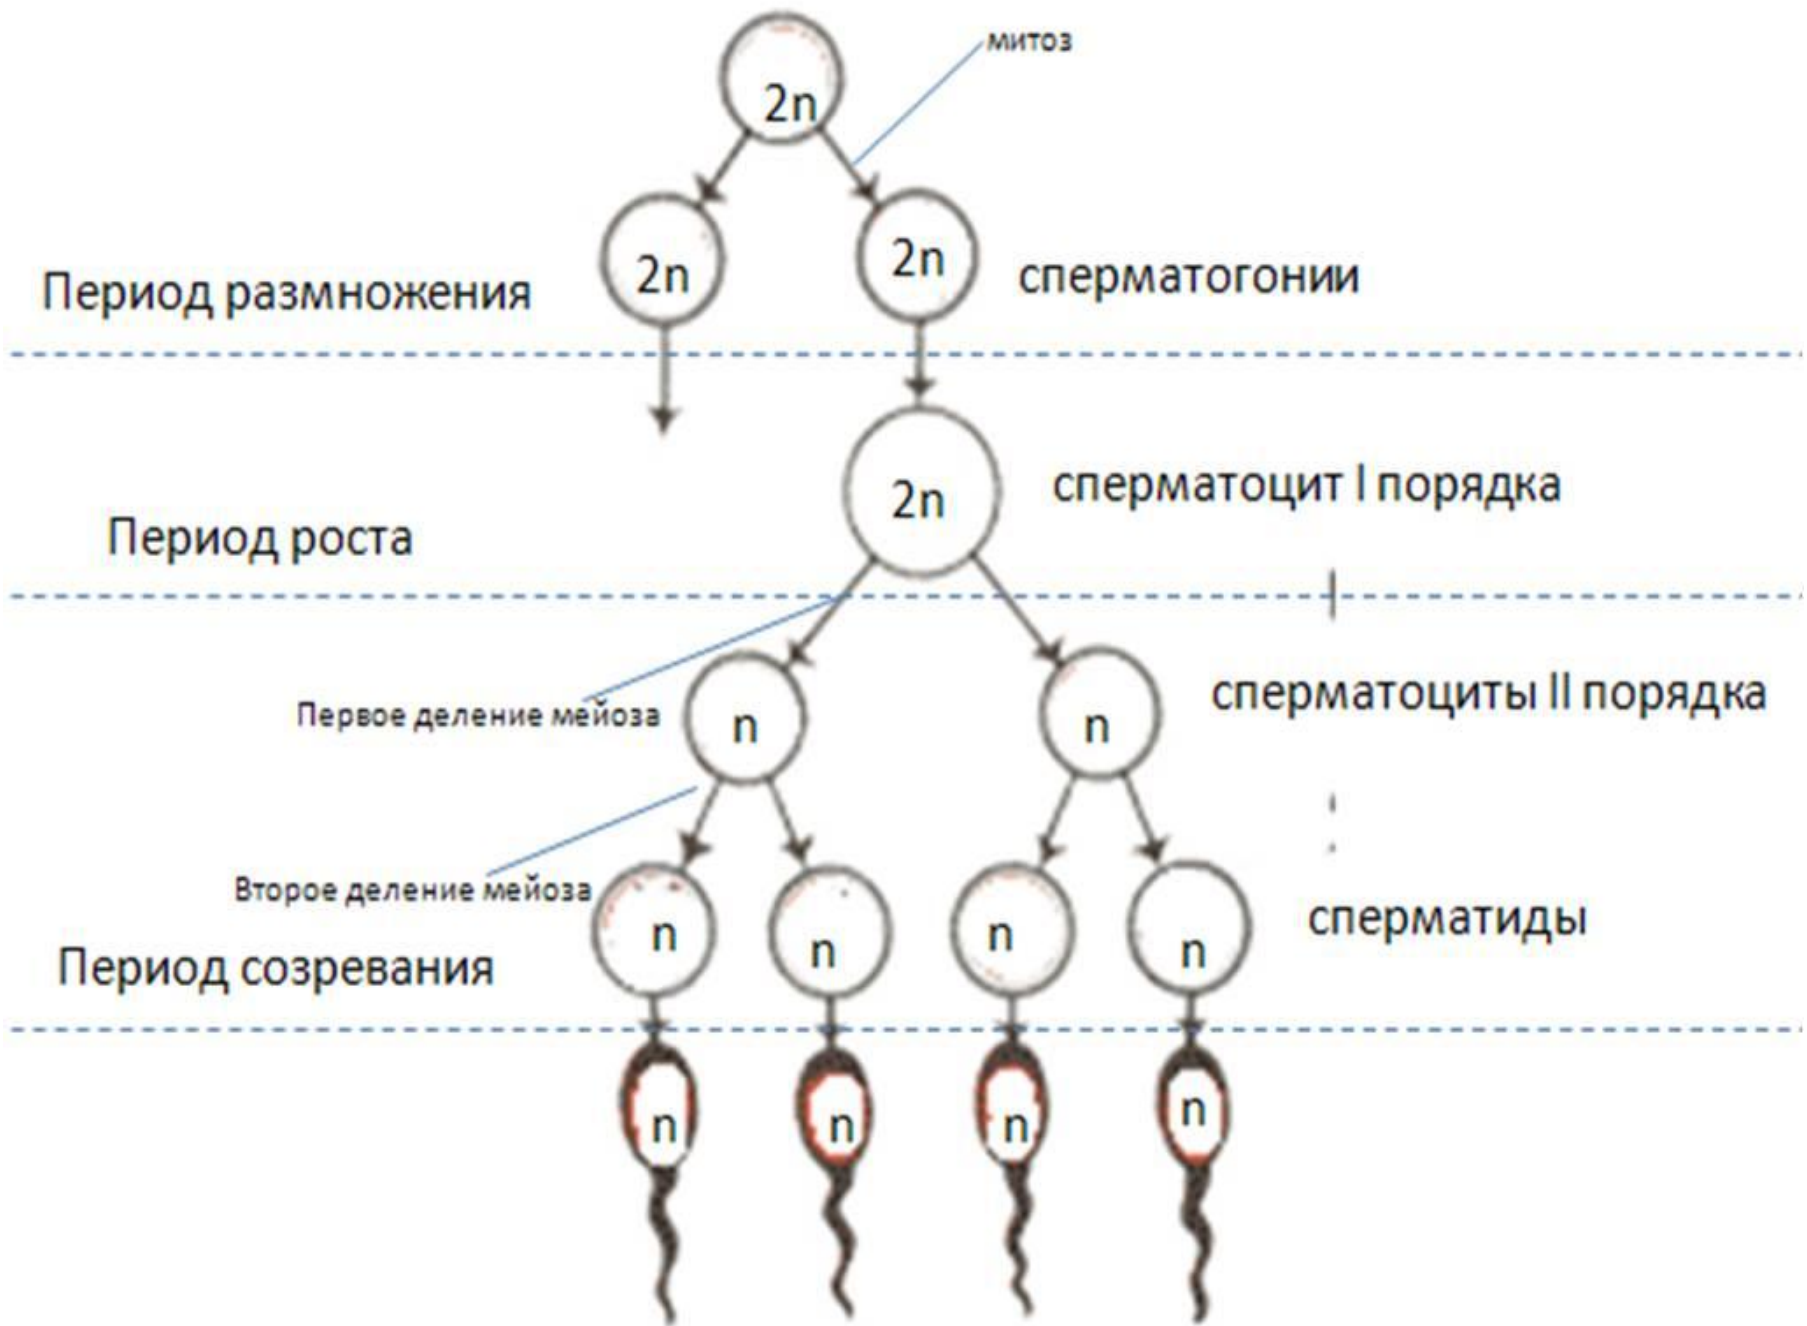 2n
митоз
2n
2n
Период размножения
сперматогонии
2n
сперматоцит I порядка
Период роста
n
n
сперматоциты II порядка
Первое деление мейоза
Второе деление мейоза
n
n
n
n
сперматиды
Период созревания
n
n
n
n